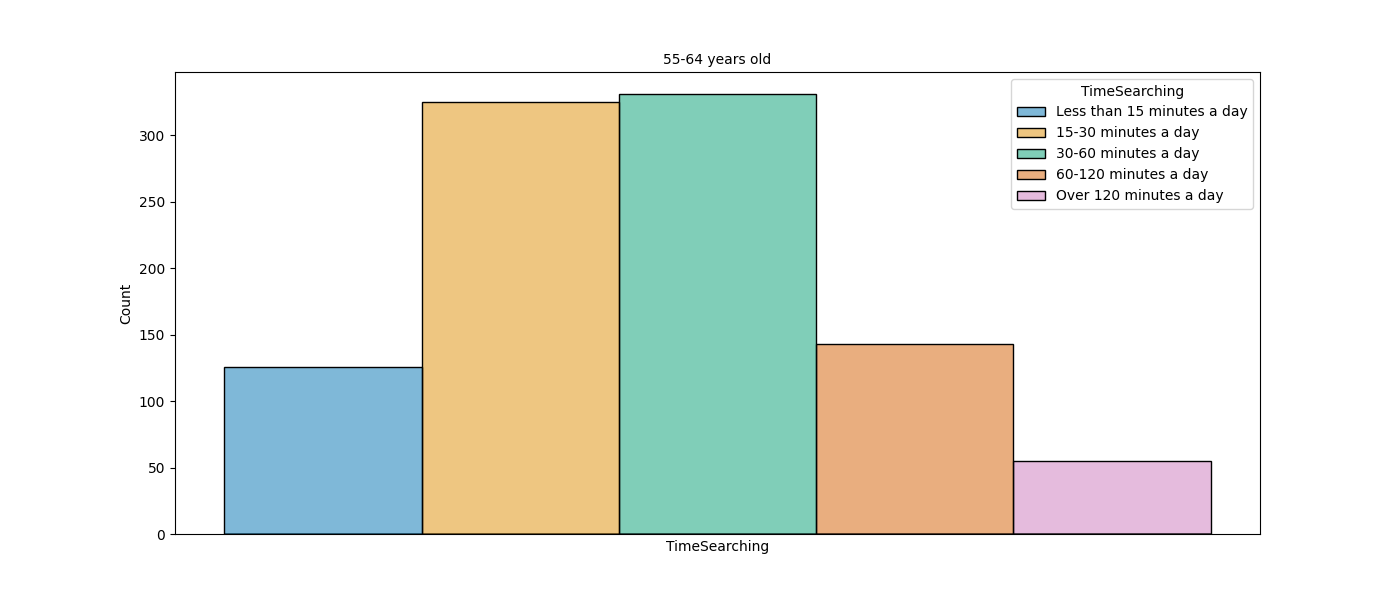 55-64 years old
TimeSearching
Less than 15 minutes a day
15-30 minutes a day
30-60 minutes a day
60-120 minutes a day
Over 120 minutes a day
300
250
200
150
100
50
0
Count
TimeSearching